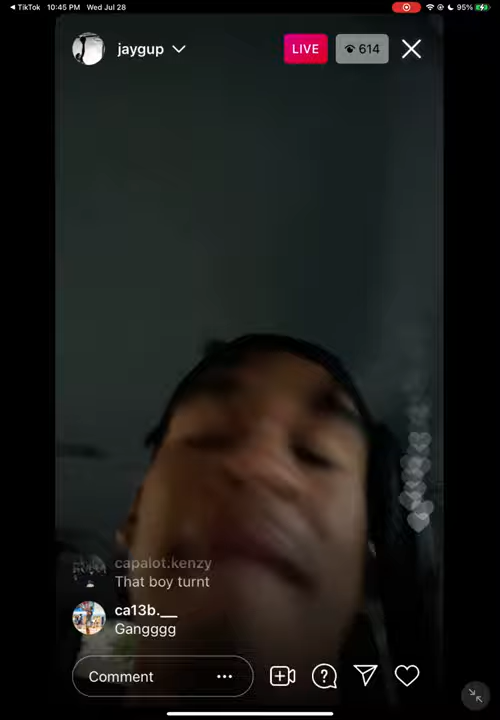 TikTok 10:45 PM Wed Jul 28 95%
jaygup LIVE 614
capalot.kenzy
That boy turnt
ca13b.__
Gangggg
Comment